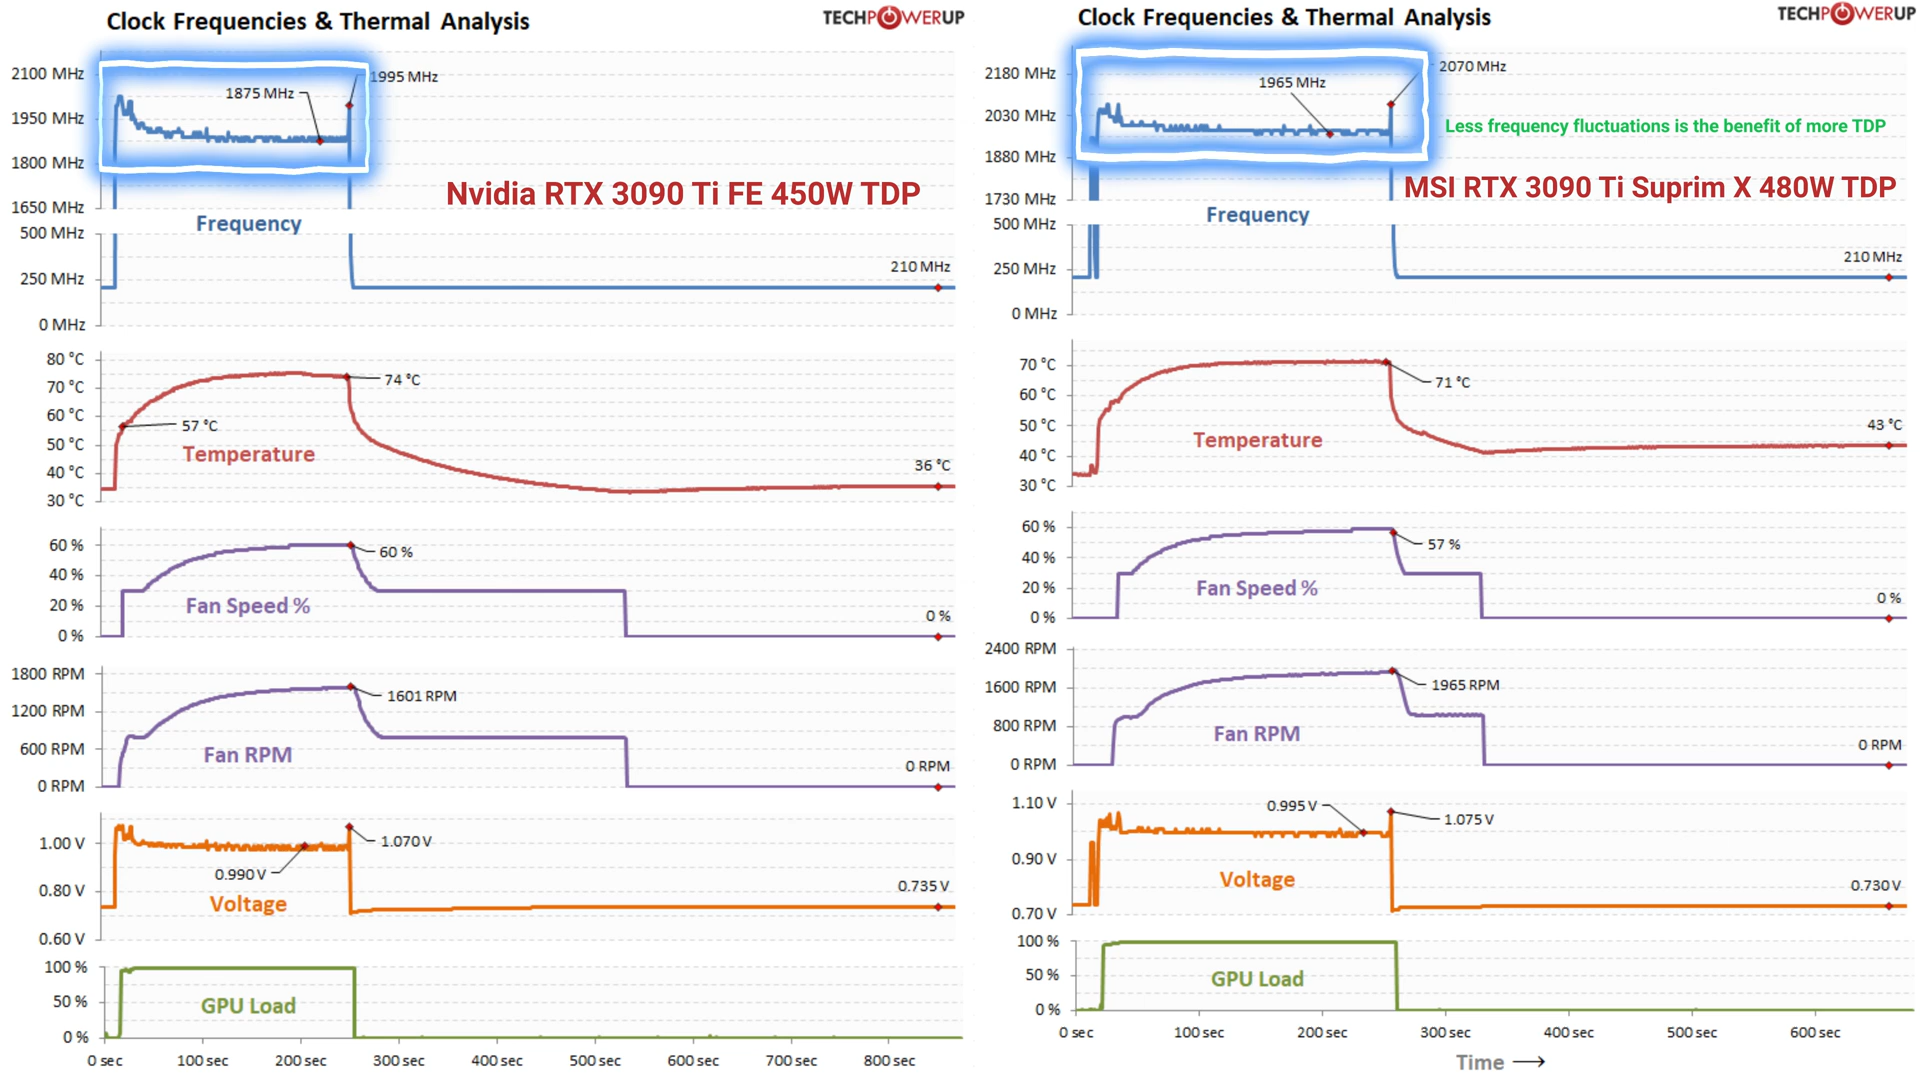 Clock Frequencies & Thermal Analysis
TECHPOWERUP
2100 MHz
1950 MHz
1800 MHz
1650 MHz
500 MHz
250 MHz
0 MHz
1875 MHz
1995 MHz
Nvidia RTX 3090 Ti FE 450W TDP
Frequency
210 MHz
80 °C
70 °C
60 °C
50 °C
40 °C
30 °C
74 °C
57 °C
Temperature
36 °C
60 %
40 %
20 %
0 %
60 %
Fan Speed %
0 %
1800 RPM
1200 RPM
600 RPM
0 RPM
1601 RPM
Fan RPM
0 RPM
1.00 V
0.80 V
0.60 V
1.070 V
0.990 V
Voltage
0.735 V
100 %
50 %
0 %
GPU Load
0 sec
100 sec
200 sec
300 sec
400 sec
500 sec
600 sec
700 sec
800 sec
Clock Frequencies & Thermal Analysis
TECHPOWERUP
2180 MHz
2030 MHz
1880 MHz
1730 MHz
500 MHz
250 MHz
0 MHz
1965 MHz
2070 MHz
Less frequency fluctuations is the benefit of more TDP
MSI RTX 3090 Ti Suprim X 480W TDP
Frequency
210 MHz
70 °C
60 °C
50 °C
40 °C
30 °C
71 °C
Temperature
43 °C
60 %
40 %
20 %
0 %
57 %
Fan Speed %
0 %
2400 RPM
1600 RPM
800 RPM
0 RPM
1965 RPM
Fan RPM
0 RPM
1.10 V
0.90 V
0.70 V
0.995 V
1.075 V
Voltage
0.730 V
100 %
50 %
0 %
GPU Load
0 sec
100 sec
200 sec
300 sec
400 sec
500 sec
600 sec
Time